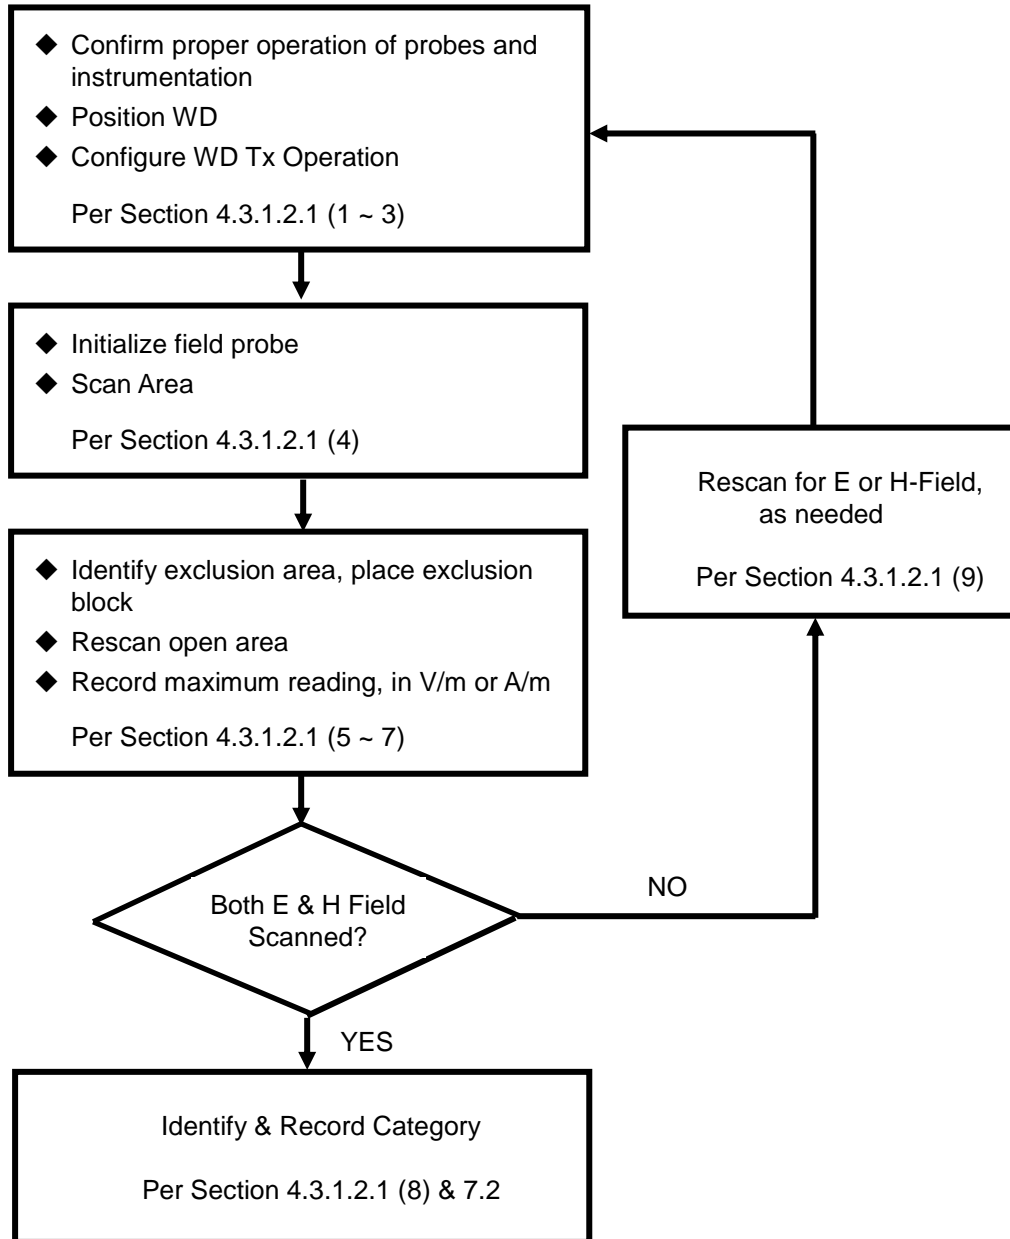 ◆ Confirm proper operation of probes and
instrumentation
◆ Position WD
◆ Configure WD Tx Operation
Per Section 4.3.1.2.1 (1 ~ 3)
◆ Initialize field probe
◆ Scan Area
Per Section 4.3.1.2.1 (4)
Rescan for E or H-Field,
as needed
Per Section 4.3.1.2.1 (9)
◆ Identify exclusion area, place exclusion
block
◆ Rescan open area
◆ Record maximum reading, in V/m or A/m
Per Section 4.3.1.2.1 (5 ~ 7)
Both E & H Field
Scanned?
NO
YES
Identify & Record Category
Per Section 4.3.1.2.1 (8) & 7.2